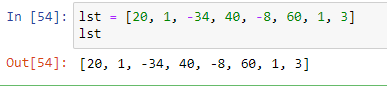 In [54]: lst = [20, 1, -34, 40, -8, 60, 1, 3]
lst
Out[54]: [20, 1, -34, 40, -8, 60, 1, 3]